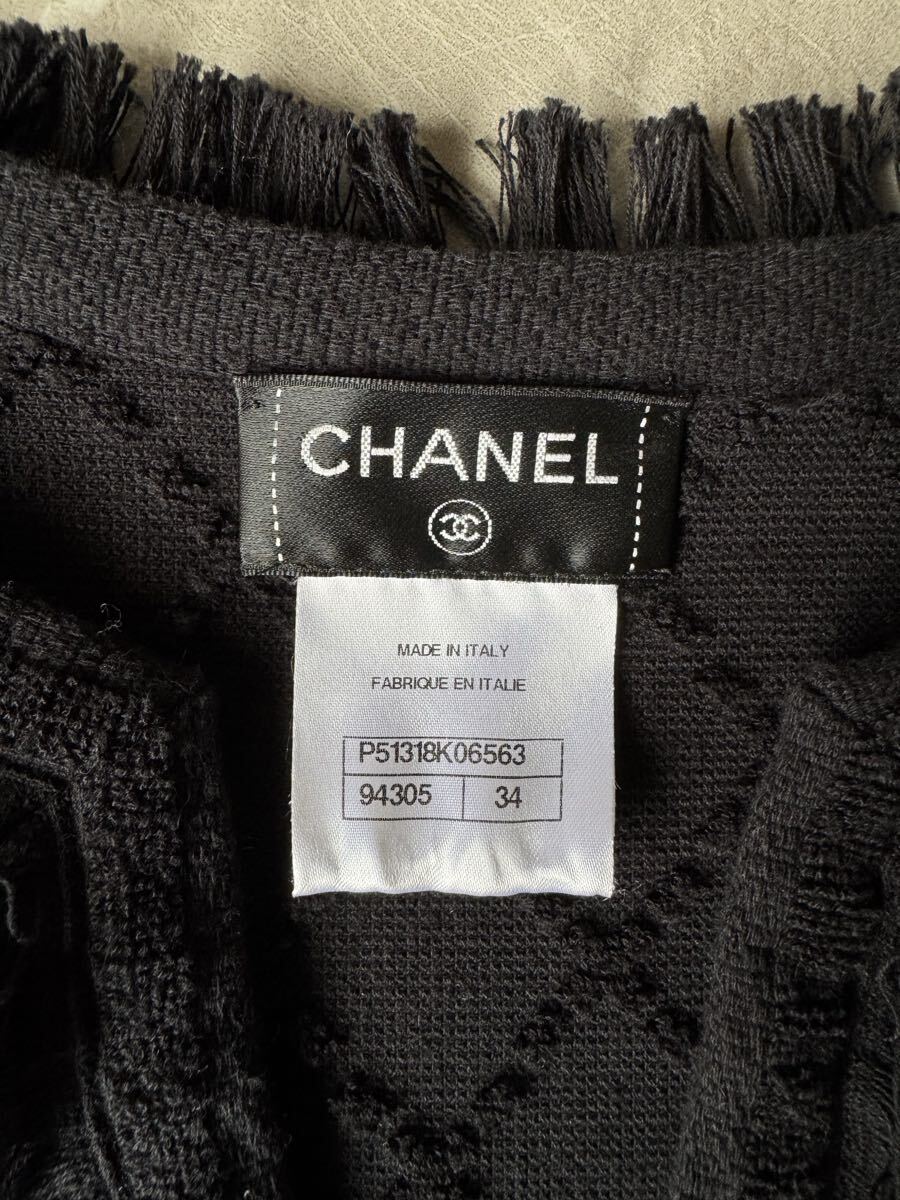 CHANEL
MADE IN ITALY
FABRIQUE EN ITALIE
P51318K06563
94305 34